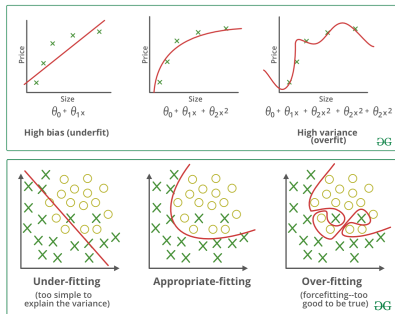 Price
Size
θ0 + θ1x
High bias (underfit)
Price
Size
θ0 + θ1x + θ2x2
Price
Size
θ0 + θ1x + θ2x2 + θ2x2 + θ2x2
High variance
(overfit)
Under-fitting
(too simple to
explain the variance)
Appropriate-fitting
Over-fitting
(forcefitting--too
good to be true)